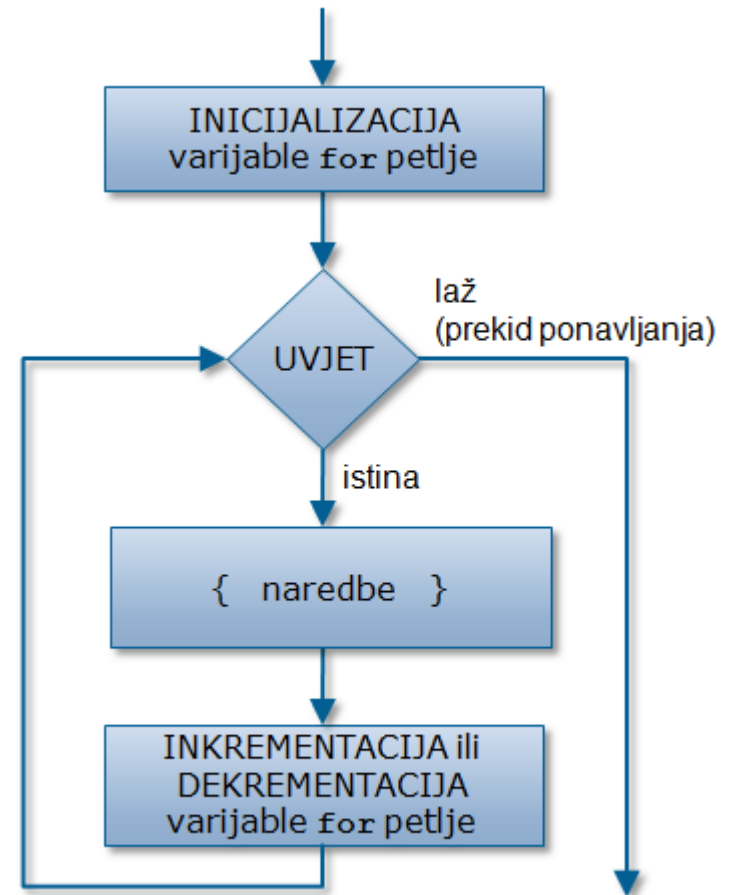 INICIJALIZACIJA
varijable for petlje
UVJET
laž
(prekid ponavljanja)
istina
{ naredbe }
INKREMENTACIJA ili
DEKREMENTACIJA
varijable for petlje